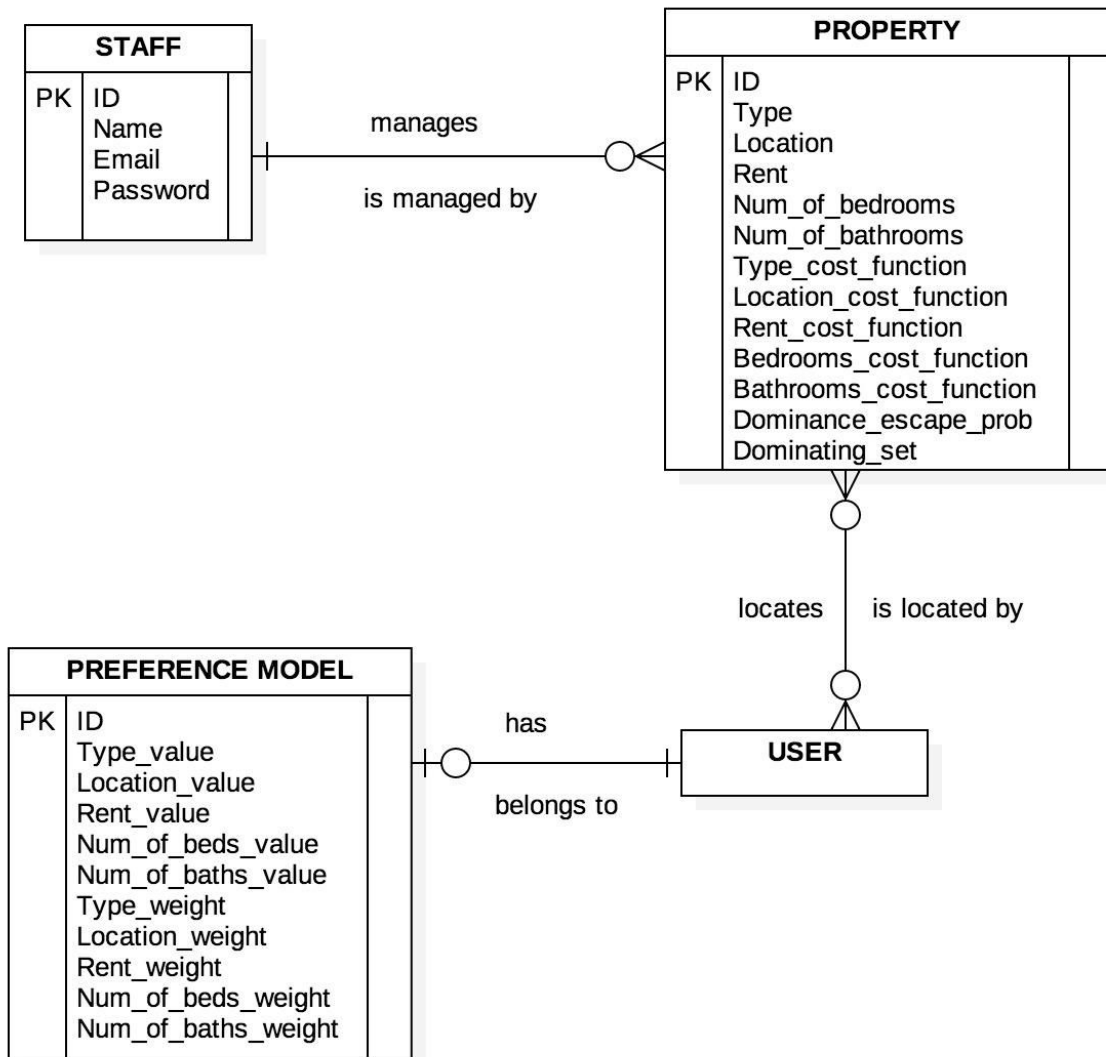 STAFF
PK ID
Name
Email
Password
manages
is managed by
PROPERTY
PK ID
Type
Location
Rent
Num_of_bedrooms
Num_of_bathrooms
Type_cost_function
Location_cost_function
Rent_cost_function
Bedrooms_cost_function
Bathrooms_cost_function
Dominance_escape_prob
Dominating_set
locates is located by
PREFERENCE MODEL
PK ID
Type_value
Location_value
Rent_value
Num_of_beds_value
Num_of_baths_value
Type_weight
Location_weight
Rent_weight
Num_of_beds_weight
Num_of_baths_weight
has
belongs to
USER